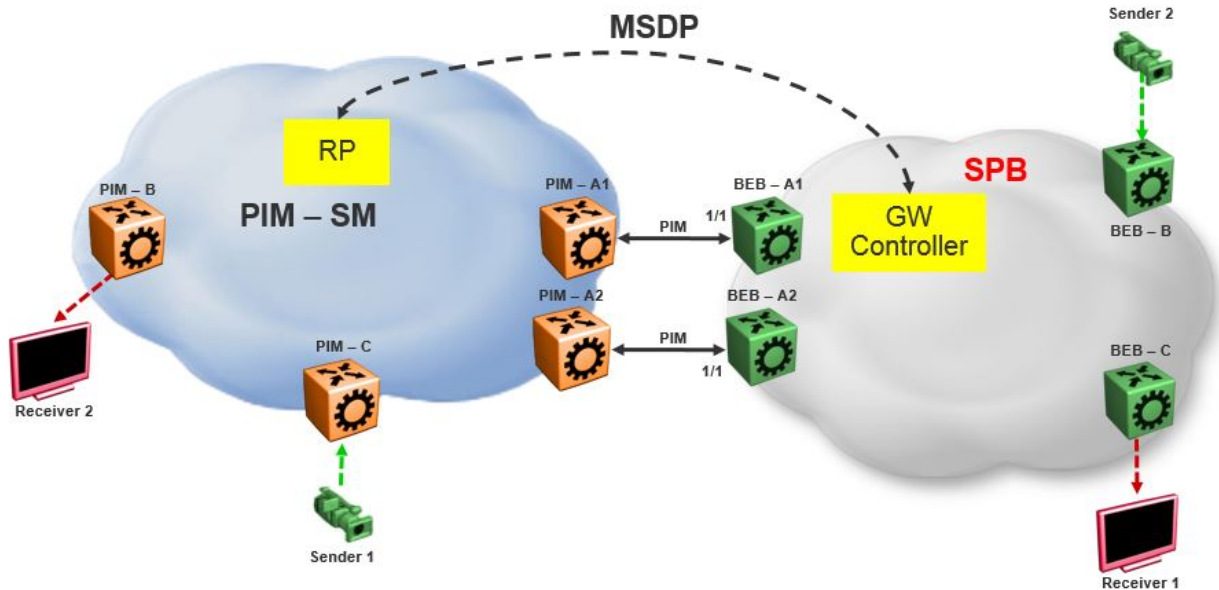 MSDP
Sender 2
RP
PIM – B
PIM – SM
PIM – A1
PIM
1/1
BEB – A1
SPB
GW
Controller
BEB – B
PIM – A2
PIM
1/1
BEB – A2
PIM – C
BEB – C
Receiver 2
Sender 1
Receiver 1